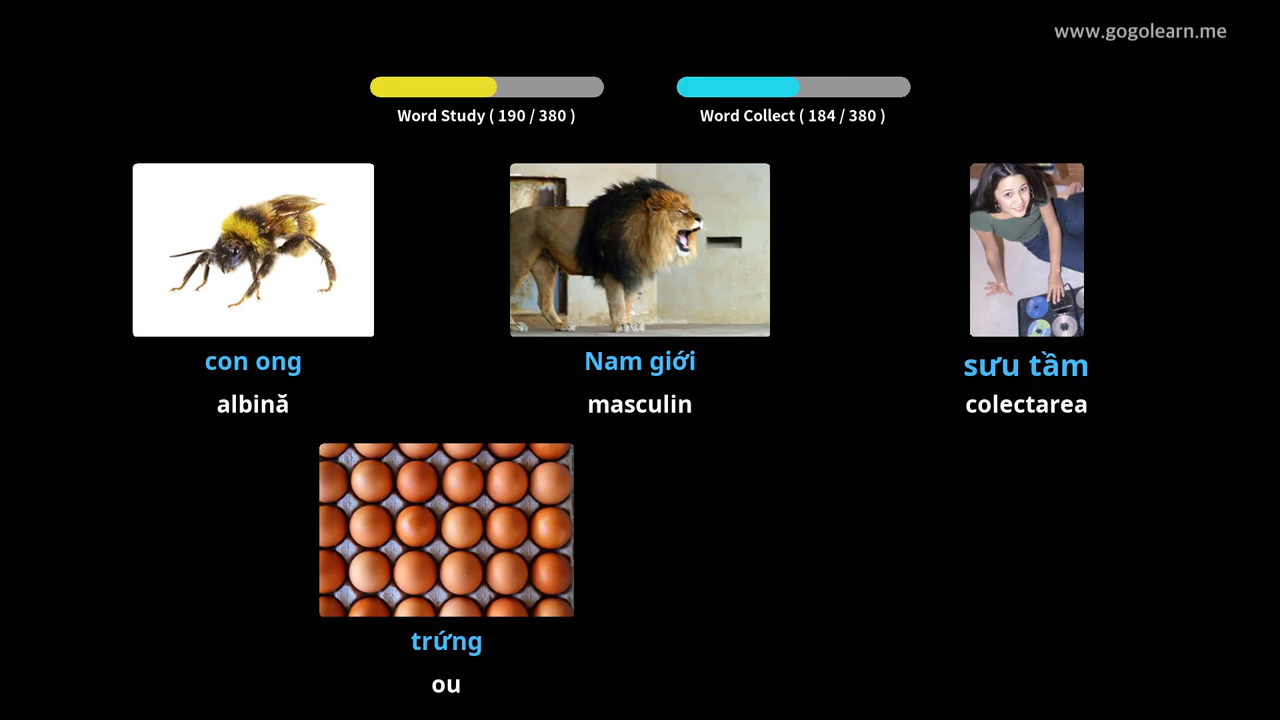 www.gogolearn.me
Word Study ( 190 / 380 )
Word Collect ( 184 / 380 )
con ong
Nam giới
sưu tầm
albină
masculin
colectarea
trứng
ou